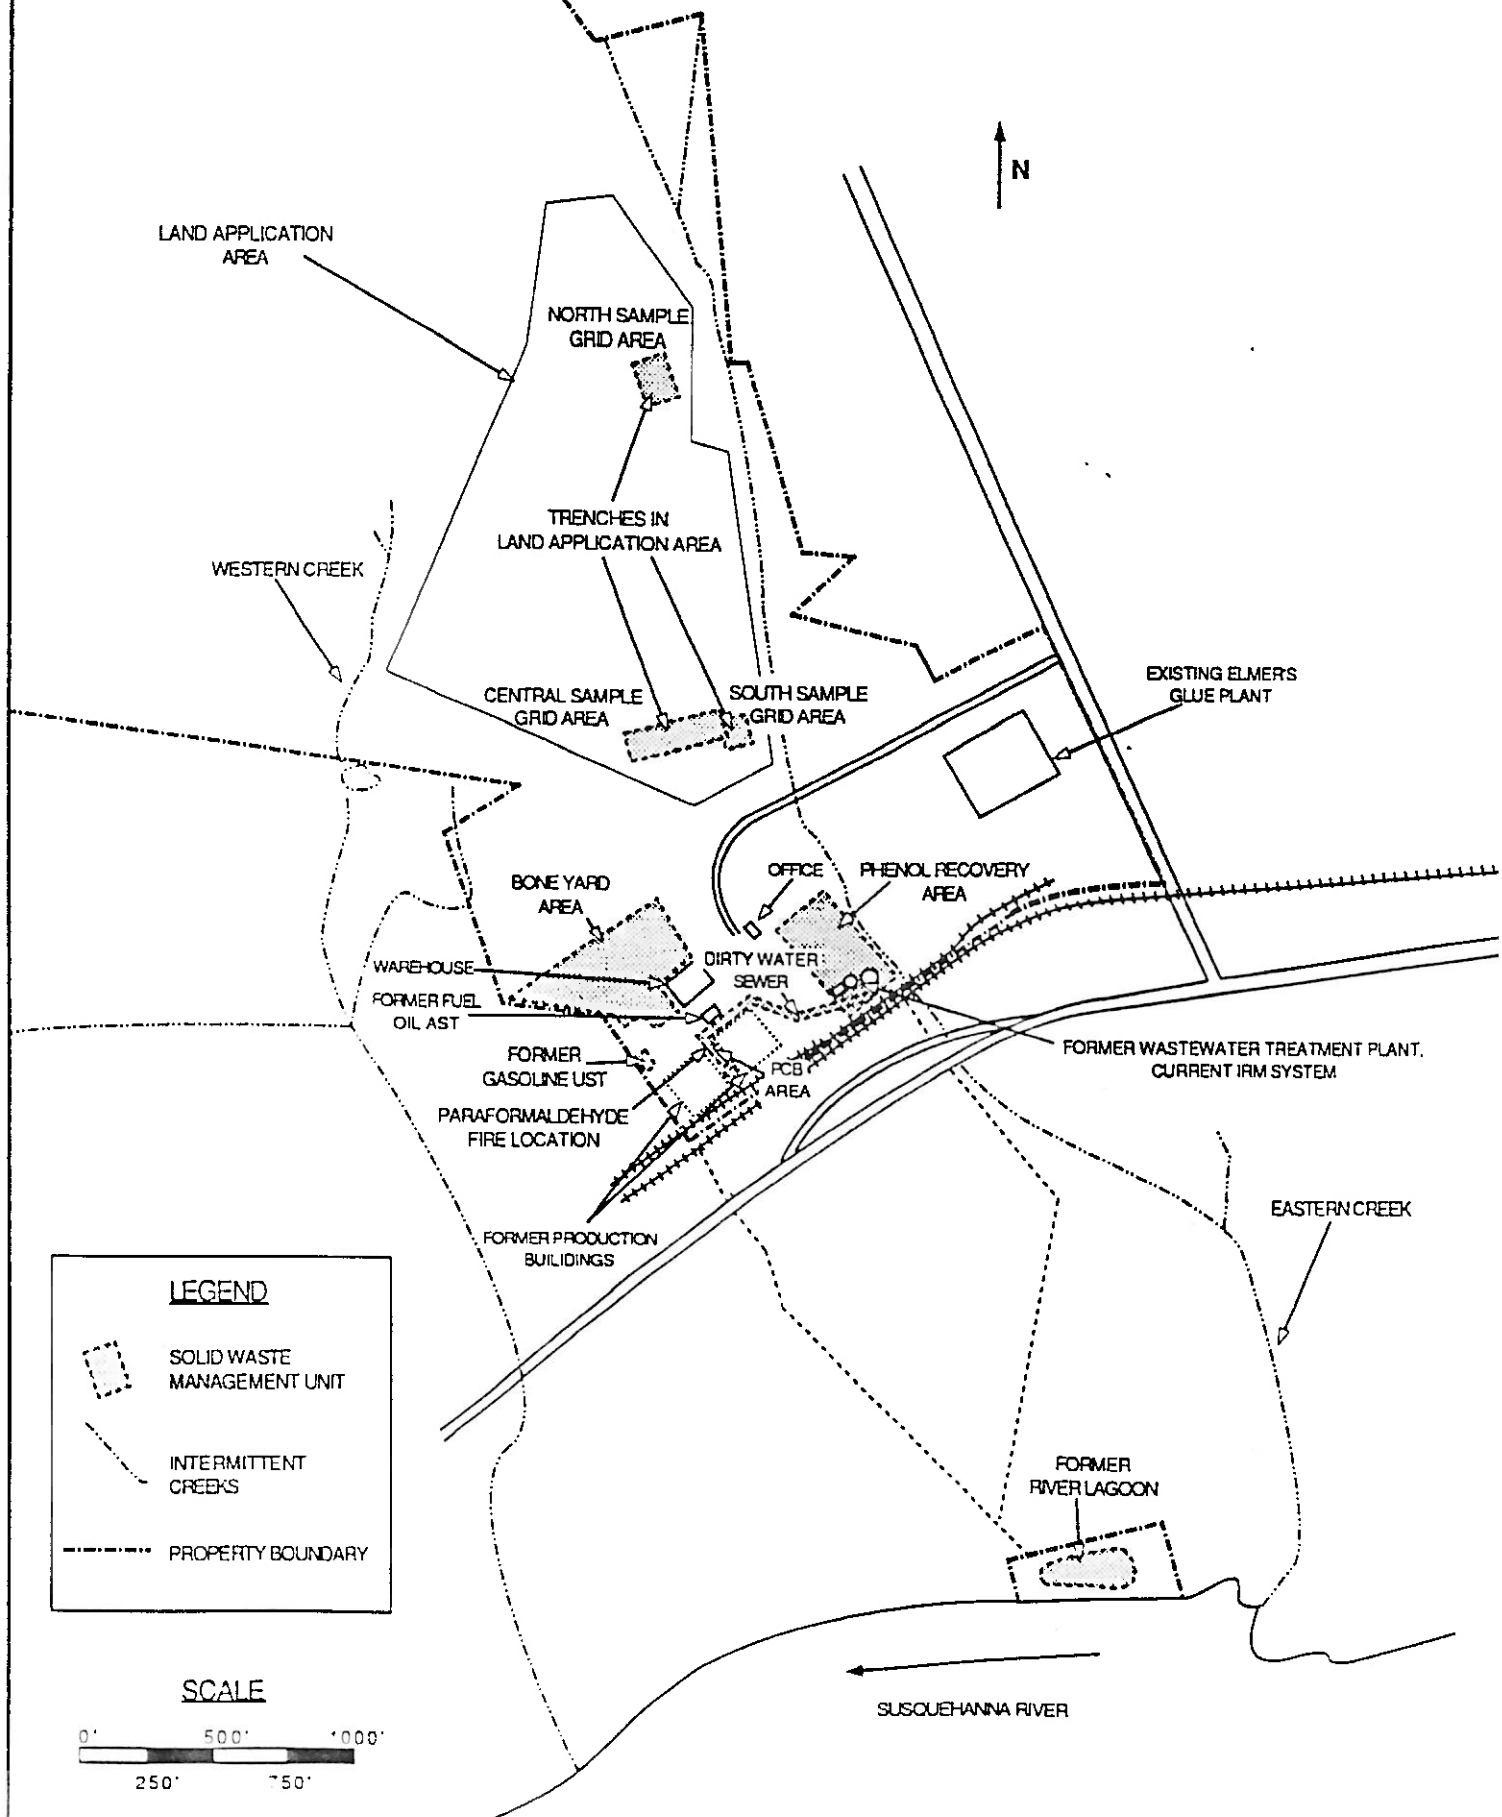 N
LAND APPLICATION
AREA
NORTH SAMPLE
GRID AREA
TRENCHES IN
LAND APPLICATION AREA
WESTERN CREEK
CENTRAL SAMPLE
GRID AREA
SOUTH SAMPLE
GRID AREA
EXISTING ELMER'S
GLUE PLANT
BONE YARD
AREA
OFFICE
PHENOL RECOVERY
AREA
WAREHOUSE
DIRTY WATER
SEWER
FORMER FUEL
OIL AST
FORMER
GASOLINE UST
PCB
AREA
FORMER WASTEWATER TREATMENT PLANT,
CURRENT IRM SYSTEM
PARAFORMALDEHYDE
FIRE LOCATION
FORMER PRODUCTION
BUILIDINGS
EASTERN CREEK
LEGEND
SOLID WASTE
MANAGEMENT UNIT
INTERMITTENT
CREEKS
PROPERTY BOUNDARY
FORMER
RIVER LAGOON
SUSQUEHANNA RIVER
SCALE
0' 500' 1000'
250' 750'